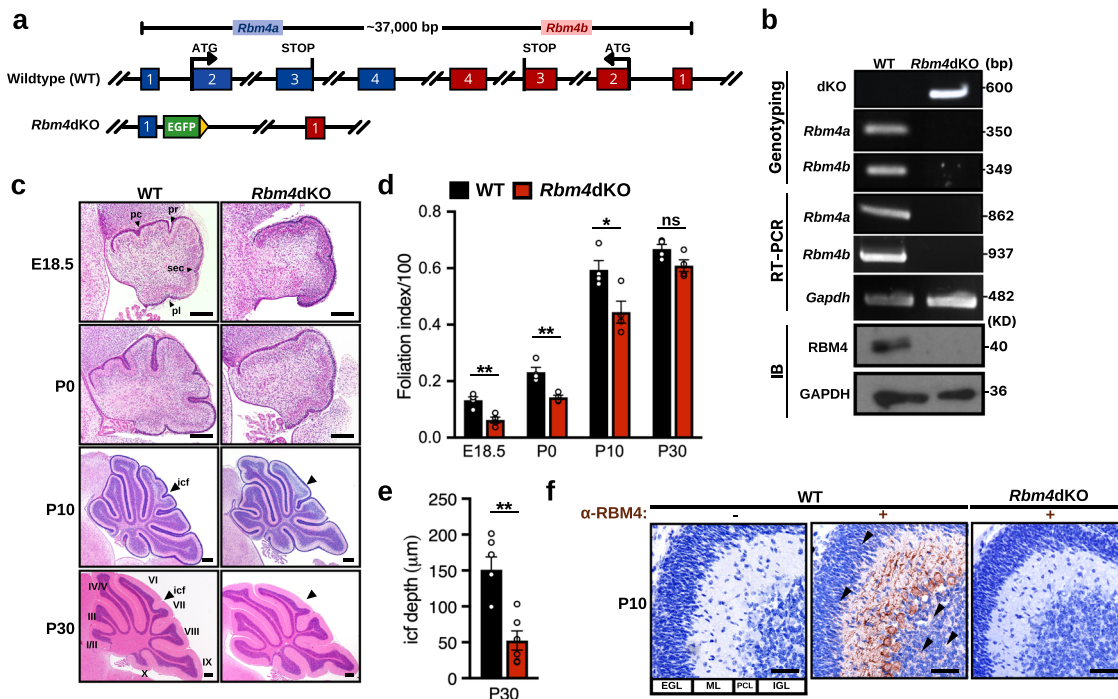 a
Rbm4a ~37,000 bp Rbm4b
ATG STOP STOP ATG
Wildtype (WT) 1 2 3 4 4 3 2 1
Rbm4dKO 1 EGFP 1
b
WT Rbm4dKO (bp)
Genotyping
dKO 600
Rbm4a 350
Rbm4b 349
RT-PCR
Rbm4a 862
Rbm4b 937
Gapdh 482
(KD)
IB
RBM4 40
GAPDH 36
c
WT Rbm4dKO
E18.5
pc pr
sec
pl
P0
P10
icf
P30
VI
IV/V icf
VII
III
I/II VIII
IX
X
d
WT Rbm4dKO
Foliation index/100
0.8
0.6
0.4
0.2
0.0
** ** * ns
E18.5 P0 P10 P30
e
icf depth (μm)
250
200
150
100
50
0
**
P30
f
WT Rbm4dKO
α-RBM4: - + +
P10
EGL ML PCL IGL